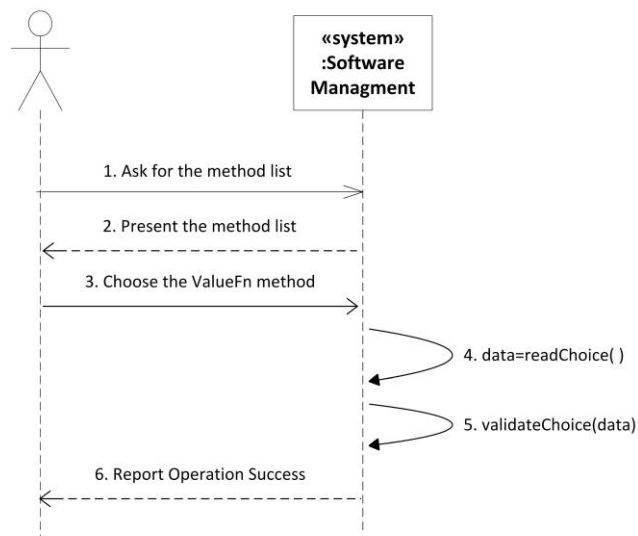 «system»
:Software
Managment
1. Ask for the method list
2. Present the method list
3. Choose the ValueFn method
4. data=readChoice( )
5. validateChoice(data)
6. Report Operation Success